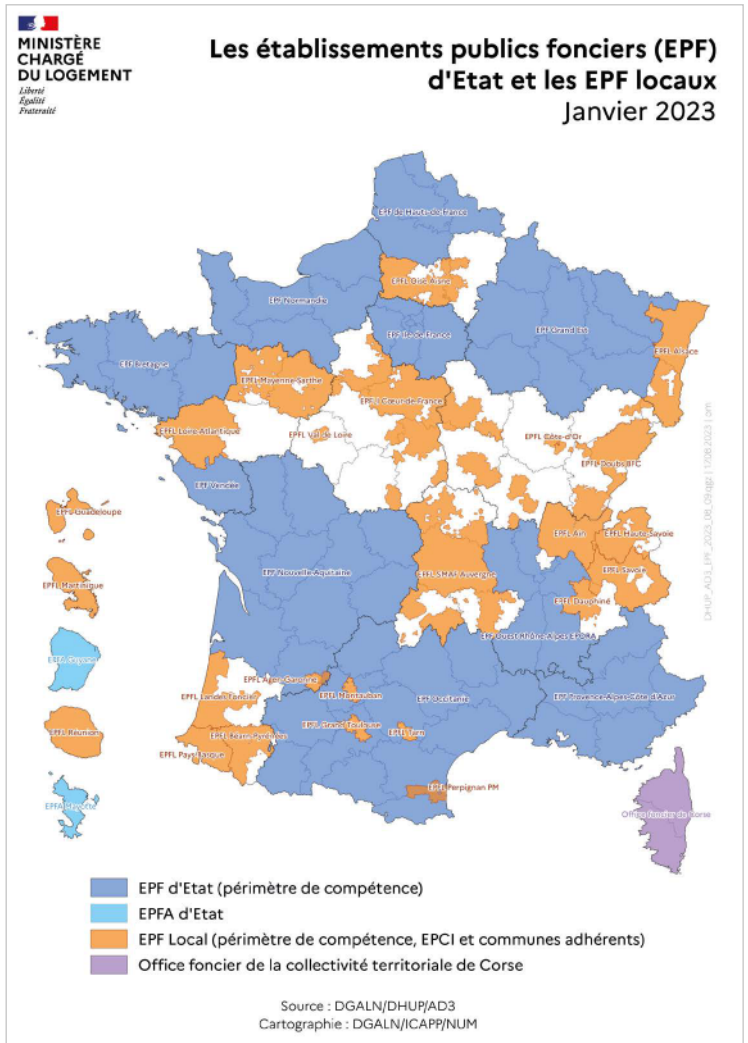 MINISTÈRE
CHARGÉ
DU LOGEMENT
Liberté
Égalité
Fraternité
Les établissements publics fonciers (EPF)
d'Etat et les EPF locaux
Janvier 2023
EPF de Hauts-de-France
EPFL Oise Aisne
EPF Normandie
EPF Ile-de-France
EPF Grand Est
EPFL Alsace
EPF Bretagne
EPFL Mayenne-Sarthe
EPFLI Cœur de France
EPFL Loire Atlantique
EPFL Val de Loire
EPFL Côte-d'Or
EPFL Doubs BFC
EPF Vendée
EPFL Guadeloupe
EPFL Ain
EPFL Haute-Savoie
EPF Nouvelle Aquitaine
EPFL SMAF Auvergne
EPFL Savoie
EPFL Martinique
EPFL Dauphiné
EPF Ouest Rhône-Alpes EPORA
EPFA Guyane
EPFL Agen-Garonne
EPFL Landes Foncier
EPFL Montauban
EPF Occitanie
EPF Provence-Alpes-Côte d'Azur
EPFL Grand Toulouse
EPFL Tarn
EPFL Réunion
EPFL Béarn Pyrénées
EPFL Pays Basque
EPFL Perpignan PM
EPFA Mayotte
Office foncier de Corse
DHUP_AD3_EPF_2023_08_09.qgz | 17.08.2023 | om
EPF d'Etat (périmètre de compétence)
EPFA d'Etat
EPF Local (périmètre de compétence, EPCI et communes adhérents)
Office foncier de la collectivité territoriale de Corse
Source : DGALN/DHUP/AD3
Cartographie : DGALN/ICAPP/NUM